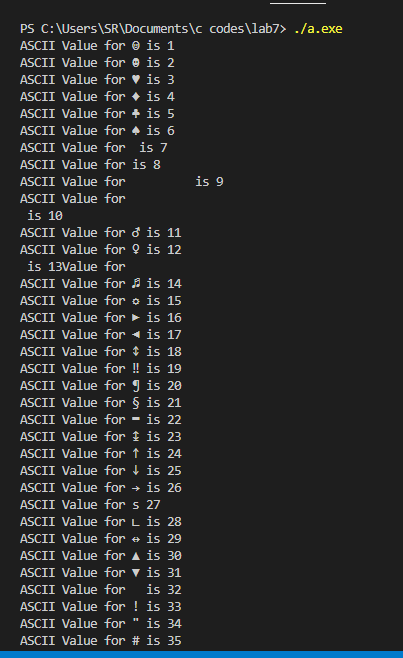 PS C:\Users\SR\Documents\c codes\lab7> ./a.exe
ASCII Value for ☺ is 1
ASCII Value for ☻ is 2
ASCII Value for ♥ is 3
ASCII Value for ♦ is 4
ASCII Value for ♣ is 5
ASCII Value for ♠ is 6
ASCII Value for  is 7
ASCII Value for is 8
ASCII Value for          is 9
ASCII Value for
 is 10
ASCII Value for ♂ is 11
ASCII Value for ♀ is 12
 is 13Value for
ASCII Value for ♫ is 14
ASCII Value for ☼ is 15
ASCII Value for ► is 16
ASCII Value for ◄ is 17
ASCII Value for ↕ is 18
ASCII Value for ‼ is 19
ASCII Value for ¶ is 20
ASCII Value for § is 21
ASCII Value for ▬ is 22
ASCII Value for ↨ is 23
ASCII Value for ↑ is 24
ASCII Value for ↓ is 25
ASCII Value for → is 26
ASCII Value for s 27
ASCII Value for ∟ is 28
ASCII Value for ↔ is 29
ASCII Value for ▲ is 30
ASCII Value for ▼ is 31
ASCII Value for   is 32
ASCII Value for ! is 33
ASCII Value for " is 34
ASCII Value for # is 35